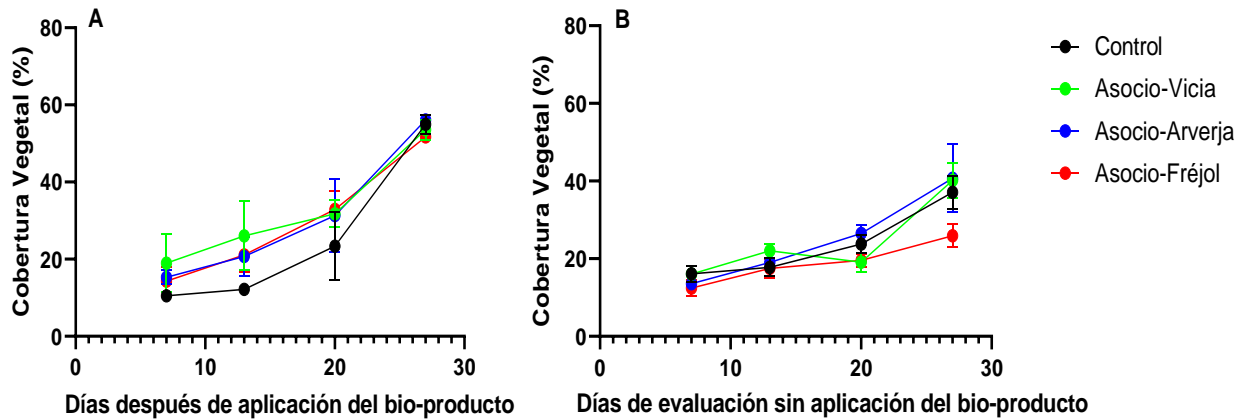 A
Cobertura Vegetal (%)
80
60
40
20
0
0 10 20 30
Días después de aplicación del bio-producto
B
Cobertura Vegetal (%)
80
60
40
20
0
0 10 20 30
Días de evaluación sin aplicación del bio-producto
Control
Asocio-Vicia
Asocio-Arverja
Asocio-Fréjol